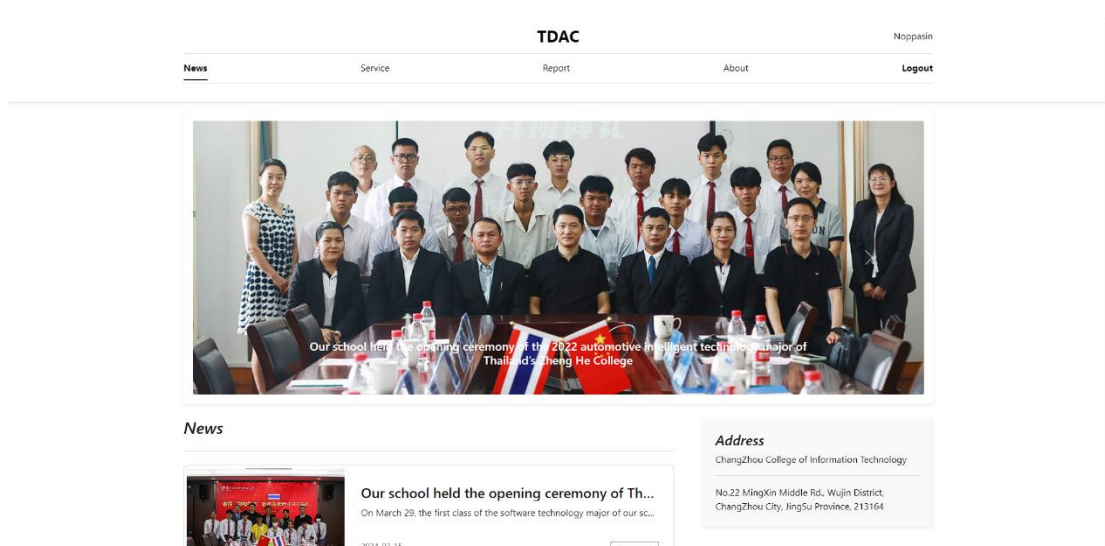 TDAC
Noppasin
News
Service
Report
About
Logout
Our school held the opening ceremony of the 2022 automotive intelligent technology major of
Thailand's Zheng He College
News
Our school held the opening ceremony of Th...
On March 29, the first class of the software technology major of our sc...
Address
ChangZhou College of Information Technology
No.22 MingXin Middle Rd., Wujin District,
ChangZhou City, JingSu Province, 213164